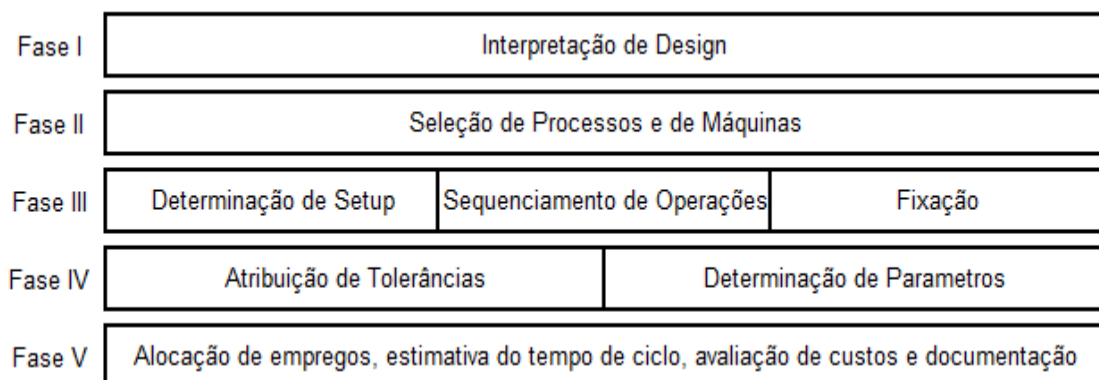 Fase I Interpretação de Design
Fase II Seleção de Processos e de Máquinas
Fase III Determinação de Setup Sequenciamento de Operações Fixação
Fase IV Atribuição de Tolerâncias Determinação de Parametros
Fase V Alocação de empregos, estimativa do tempo de ciclo, avaliação de custos e documentação